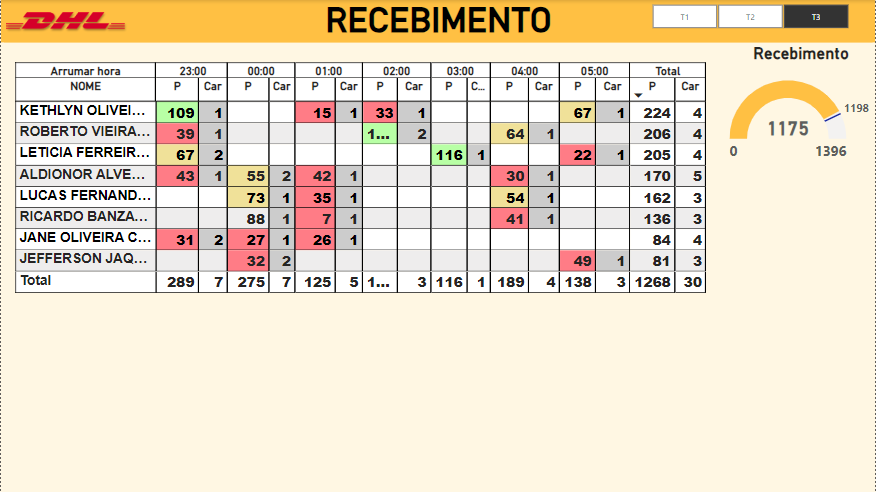 DHL RECEBIMENTO T1 T2 T3
Recebimento
Arrumar hora 23:00 00:00 01:00 02:00 03:00 04:00 05:00 Total
NOME P Car P Car P Car P Car P C... P Car P Car P Car
KETHLYN OLIVEI... 109 1 15 1 33 1 67 1 224 4
ROBERTO VIEIRA... 39 1 1... 2 64 1 206 4
LETICIA FERREIR... 67 2 116 1 22 1 205 4
ALDIONOR ALVE... 43 1 55 2 42 1 30 1 170 5
LUCAS FERNAND... 73 1 35 1 54 1 162 3
RICARDO BANZA... 88 1 7 1 41 1 136 3
JANE OLIVEIRA C... 31 2 27 1 26 1 84 4
JEFFERSON JAQ... 32 2 49 1 81 3
Total 289 7 275 7 125 5 1... 3 116 1 189 4 138 3 1268 30
1198
1175
0 1396